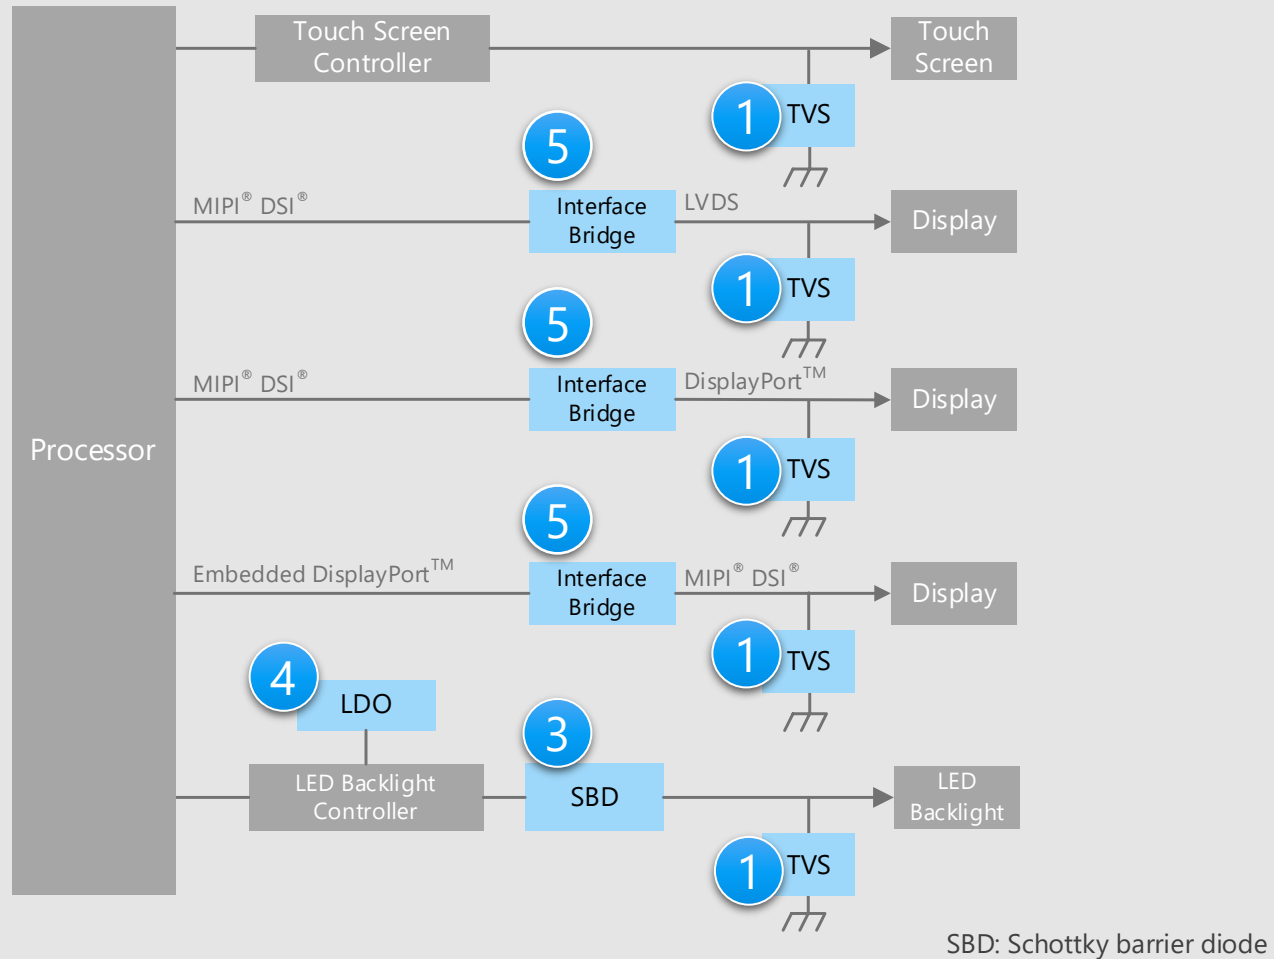 Touch Screen
Controller
Touch
Screen
1
TVS
5
MIPI® DSI®
Interface
Bridge
LVDS
Display
1
TVS
5
MIPI® DSI®
Interface
Bridge
DisplayPort™
Display
Processor
1
TVS
5
Embedded DisplayPort™
Interface
Bridge
MIPI® DSI®
Display
1
TVS
4
LDO
3
LED Backlight
Controller
SBD
LED
Backlight
1
TVS
SBD: Schottky barrier diode